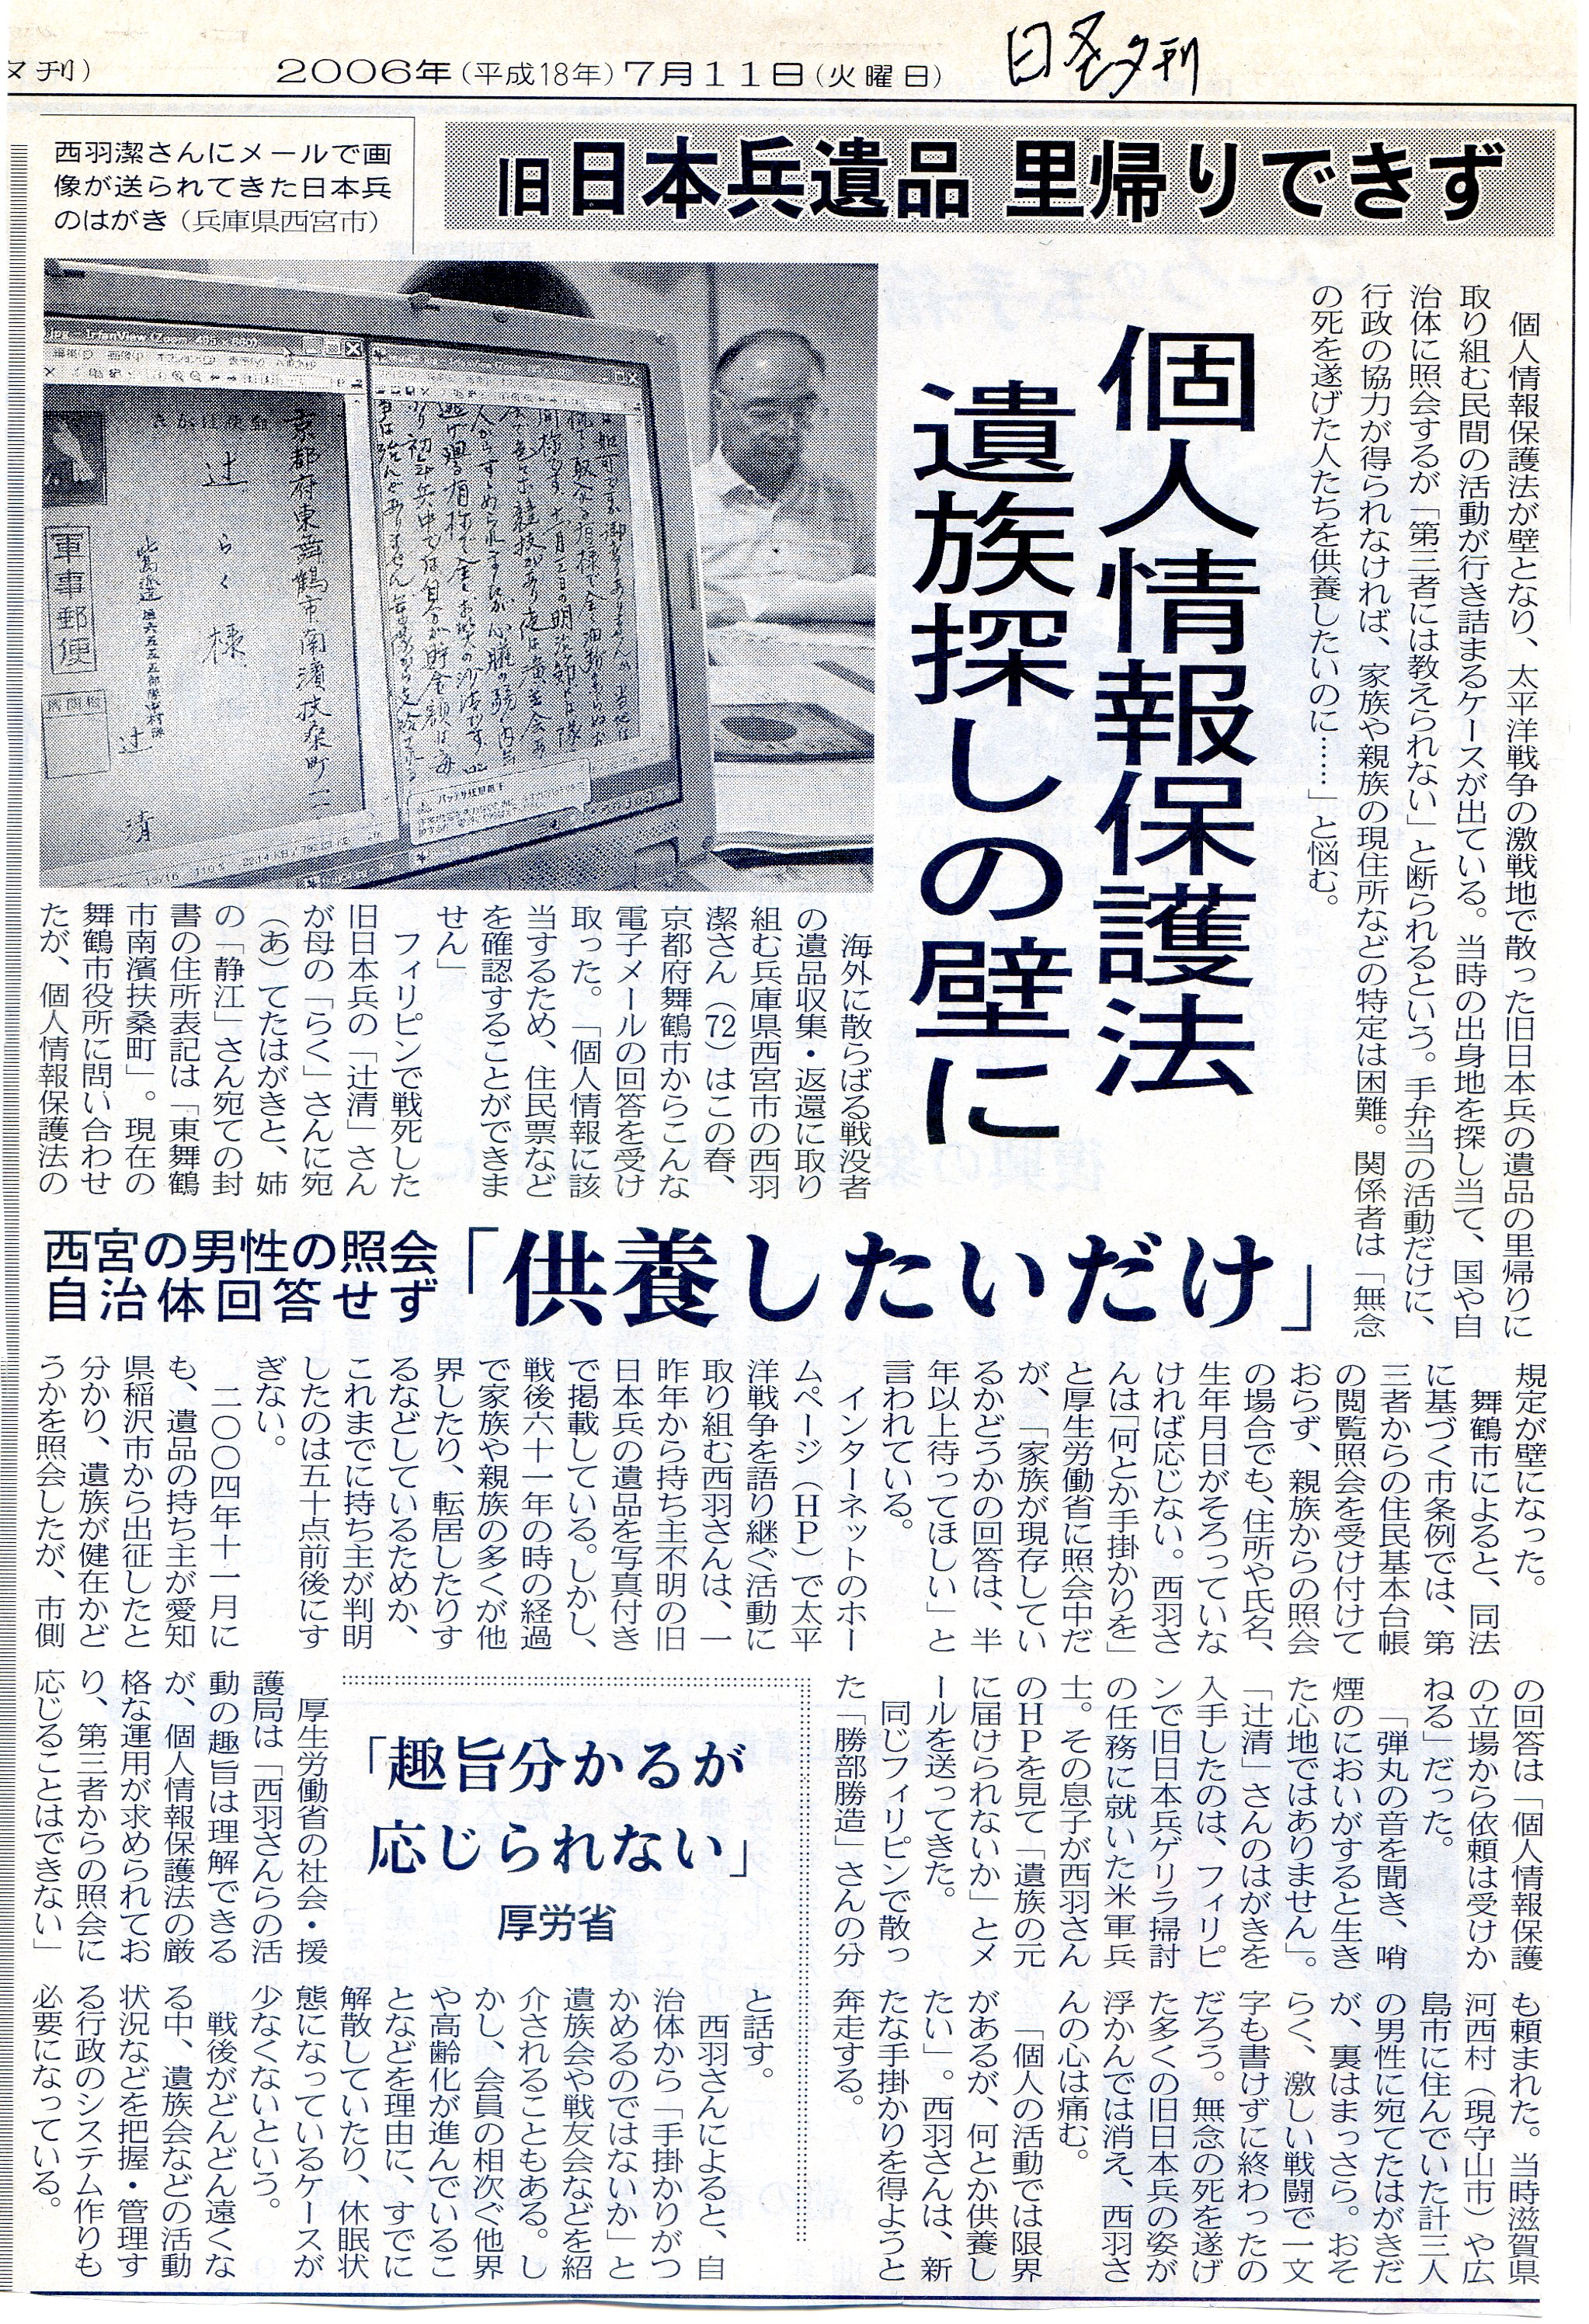 夕刊)
2006年(平成18年)7月11日(火曜日)
日経夕刊
旧日本兵遺品 里帰りできず
西羽潔さんにメールで画
像が送られてきた日本兵
のはがき(兵庫県西宮市)
個人情報保護法
遺族探しの壁に
個人情報保護法が壁となり、太平洋戦争の激戦地で散った旧日本兵の遺品の里帰りに
取り組む民間の活動が行き詰まるケースが出ている。当時の出身地を探し当て、国や自
治体に照会するが「第三者には教えられない」と断られるという。手弁当の活動だけに、
行政の協力が得られなければ、家族や親族の現住所などの特定は困難。関係者は「無念
の死を遂げた人たちを供養したいのに……」と悩む。
京都府東舞鶴市南濱扶桑町
辻 らく 様
軍事郵便
辻 清
海外に散らばる戦没者
の遺品収集・返還に取り
組む兵庫県西宮市の西羽
潔さん(72)はこの春、
京都府舞鶴市からこんな
電子メールの回答を受け
取った。「個人情報に該
当するため、住民票など
を確認することができま
せん」
フィリピンで戦死した
旧日本兵の「辻清」さん
が母の「らく」さんに宛
(あ)てたはがきと、姉
の「静江」さん宛ての封
書の住所表記は「東舞鶴
市南濱扶桑町」。現在の
舞鶴市役所に問い合わせ
たが、個人情報保護法の
「供養したいだけ」
西宮の男性の照会
自治体回答せず
規定が壁になった。
舞鶴市によると、同法
に基づく市条例では、第
三者からの住民基本台帳
の閲覧照会を受け付けて
おらず、親族からの照会
の場合でも、住所や氏名、
生年月日がそろっていな
ければ応じない。西羽さ
んは「何とか手掛かりを」
と厚生労働省に照会中だ
が、「家族が現存してい
るかどうかの回答は、半
年以上待ってほしい」と
言われている。
インターネットのホー
ムページ(HP)で太平
洋戦争を語り継ぐ活動に
取り組む西羽さんは、一
昨年から持ち主不明の旧
日本兵の遺品を写真付き
で掲載している。しかし、
戦後六十一年の時の経過
で家族や親族の多くが他
界したり、転居したりす
るなどしているためか、
これまでに持ち主が判明
したのは五十点前後にす
ぎない。
二〇〇四年十一月に
も、遺品の持ち主が愛知
県稲沢市から出征したと
分かり、遺族が健在かど
うかを照会したが、市側
の回答は「個人情報保護
の立場から依頼は受けか
ねる」だった。
「弾丸の音を聞き、哨
煙のにおいがすると生き
た心地ではありません」。
「辻清」さんのはがきを
入手したのは、フィリピ
ンで旧日本兵ゲリラ掃討
の任務に就いた米軍兵
士。その息子が西羽さん
のHPを見て「遺族の元
に届けられないか」とメ
ールを送ってきた。
同じフィリピンで散っ
た「勝部勝造」さんの分
も頼まれた。当時滋賀県
河西村(現守山市)や広
島市に住んでいた計三人
の男性に宛てたはがきだ
が、裏はまっさら。おそ
らく、激しい戦闘で一文
字も書けずに終わったの
だろう。無念の死を遂げ
た多くの旧日本兵の姿が
浮かんでは消え、西羽さ
んの心は痛む。
「個人の活動では限界
があるが、何とか供養し
たい」。西羽さんは、新
たな手掛かりを得ようと
奔走する。
「趣旨分かるが
応じられない」
厚労省
厚生労働省の社会・援
護局は「西羽さんらの活
動の趣旨は理解できる
が、個人情報保護法の厳
格な運用が求められてお
り、第三者からの照会に
応じることはできない」
と話す。
西羽さんによると、自
治体から「手掛かりがつ
かめるのではないか」と
遺族会や戦友会などを紹
介されることもある。し
かし、会員の相次ぐ他界
や高齢化が進んでいるこ
となどを理由に、すでに
解散していたり、休眠状
態になっているケースが
少なくないという。
戦後がどんどん遠くな
る中、遺族会などの活動
状況などを把握・管理す
る行政のシステム作りも
必要になっている。